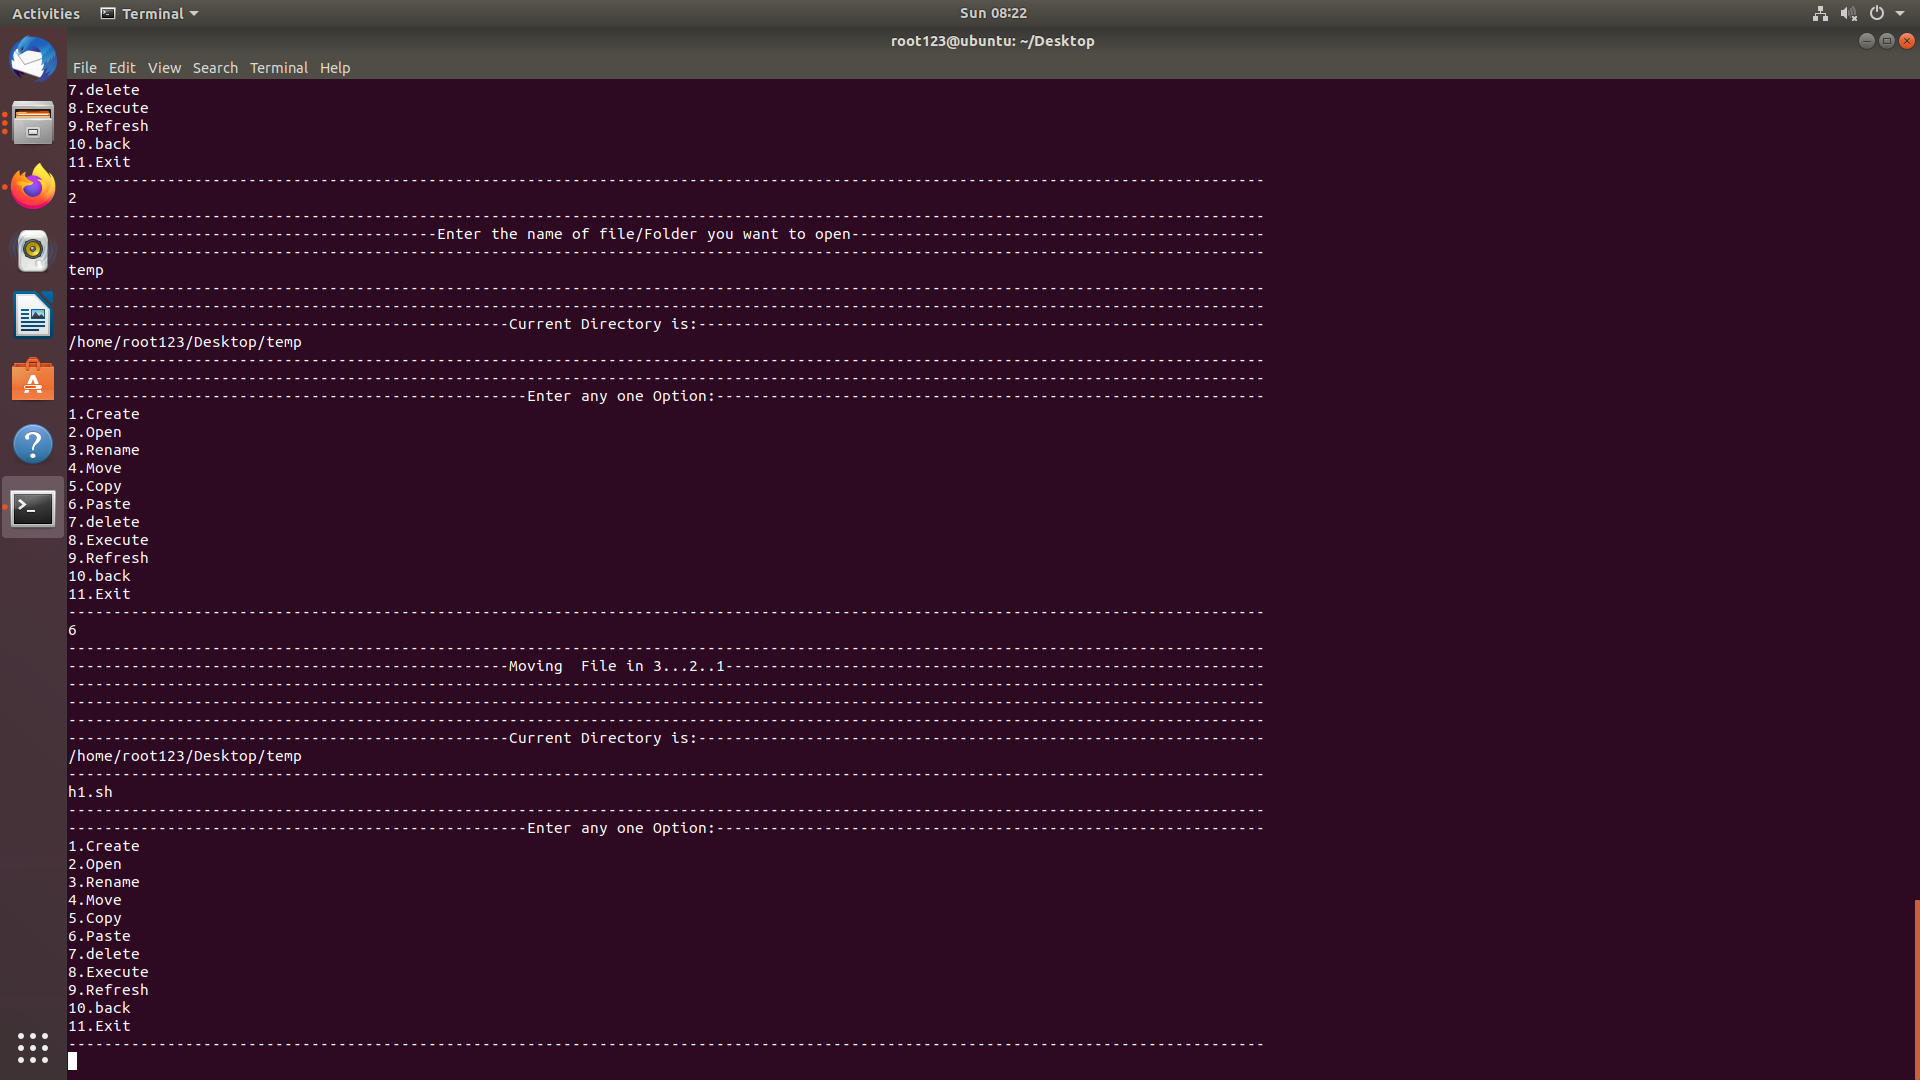 Activities Terminal Sun 08:22
root123@ubuntu: ~/Desktop
File Edit View Search Terminal Help
7.delete
8.Execute
9.Refresh
10.back
11.Exit
-------------------------------------------------------------------------------------------------------------------------------------
2
-------------------------------------------------------------------------------------------------------------------------------------
-----------------------------------------Enter the name of file/Folder you want to open----------------------------------------------
-------------------------------------------------------------------------------------------------------------------------------------
temp
-------------------------------------------------------------------------------------------------------------------------------------
-------------------------------------------------------------------------------------------------------------------------------------
-------------------------------------------------Current Directory is:---------------------------------------------------------------
/home/root123/Desktop/temp
-------------------------------------------------------------------------------------------------------------------------------------
-------------------------------------------------------------------------------------------------------------------------------------
---------------------------------------------------Enter any one Option:-------------------------------------------------------------
1.Create
2.Open
3.Rename
4.Move
5.Copy
6.Paste
7.delete
8.Execute
9.Refresh
10.back
11.Exit
-------------------------------------------------------------------------------------------------------------------------------------
6
-------------------------------------------------------------------------------------------------------------------------------------
-------------------------------------------------Moving  File in 3...2..1------------------------------------------------------------
-------------------------------------------------------------------------------------------------------------------------------------
-------------------------------------------------------------------------------------------------------------------------------------
-------------------------------------------------------------------------------------------------------------------------------------
-------------------------------------------------Current Directory is:---------------------------------------------------------------
/home/root123/Desktop/temp
-------------------------------------------------------------------------------------------------------------------------------------
h1.sh
-------------------------------------------------------------------------------------------------------------------------------------
---------------------------------------------------Enter any one Option:-------------------------------------------------------------
1.Create
2.Open
3.Rename
4.Move
5.Copy
6.Paste
7.delete
8.Execute
9.Refresh
10.back
11.Exit
-------------------------------------------------------------------------------------------------------------------------------------